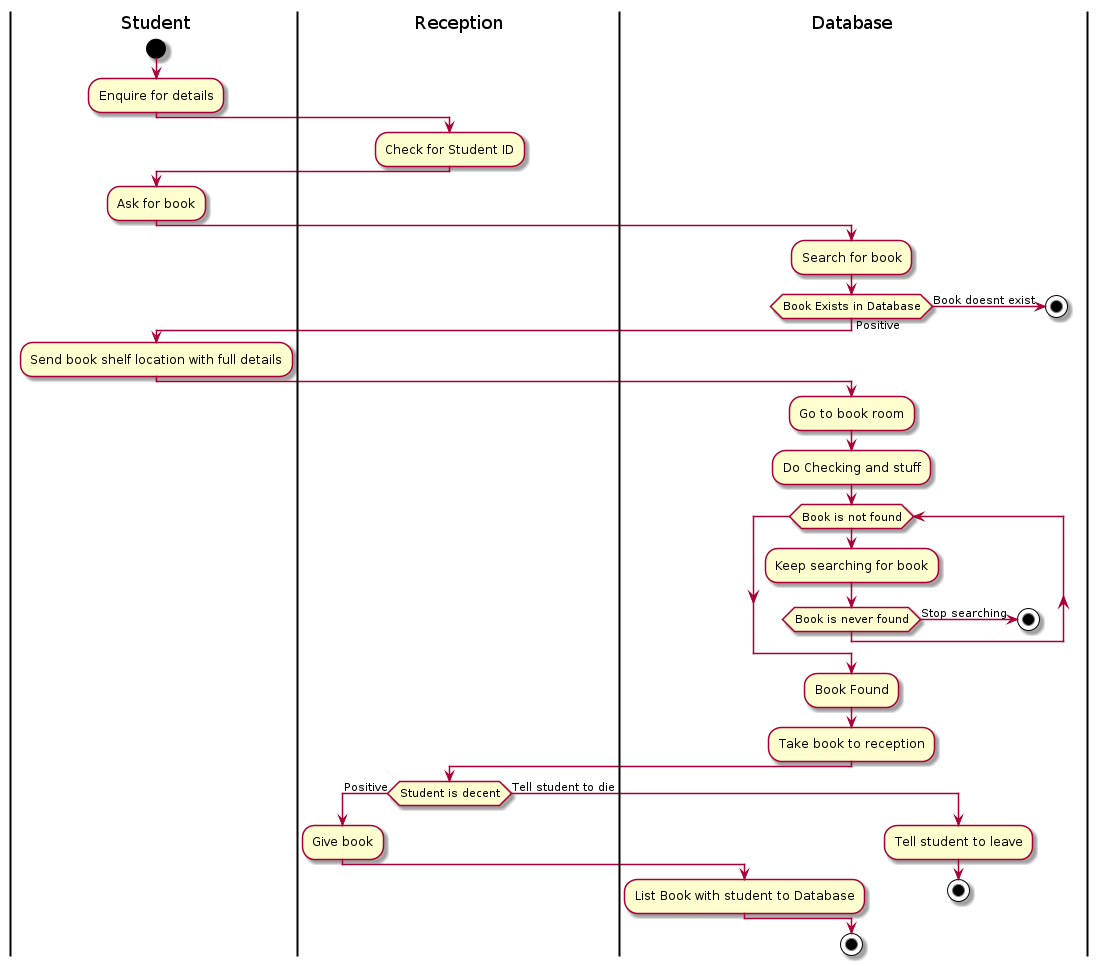 Student
Reception
Database
Enquire for details
Check for Student ID
Ask for book
Search for book
Book Exists in Database
Book doesnt exist
Positive
Send book shelf location with full details
Go to book room
Do Checking and stuff
Book is not found
Keep searching for book
Book is never found
Stop searching
Book Found
Take book to reception
Positive
Student is decent
Tell student to die
Give book
Tell student to leave
List Book with student to Database